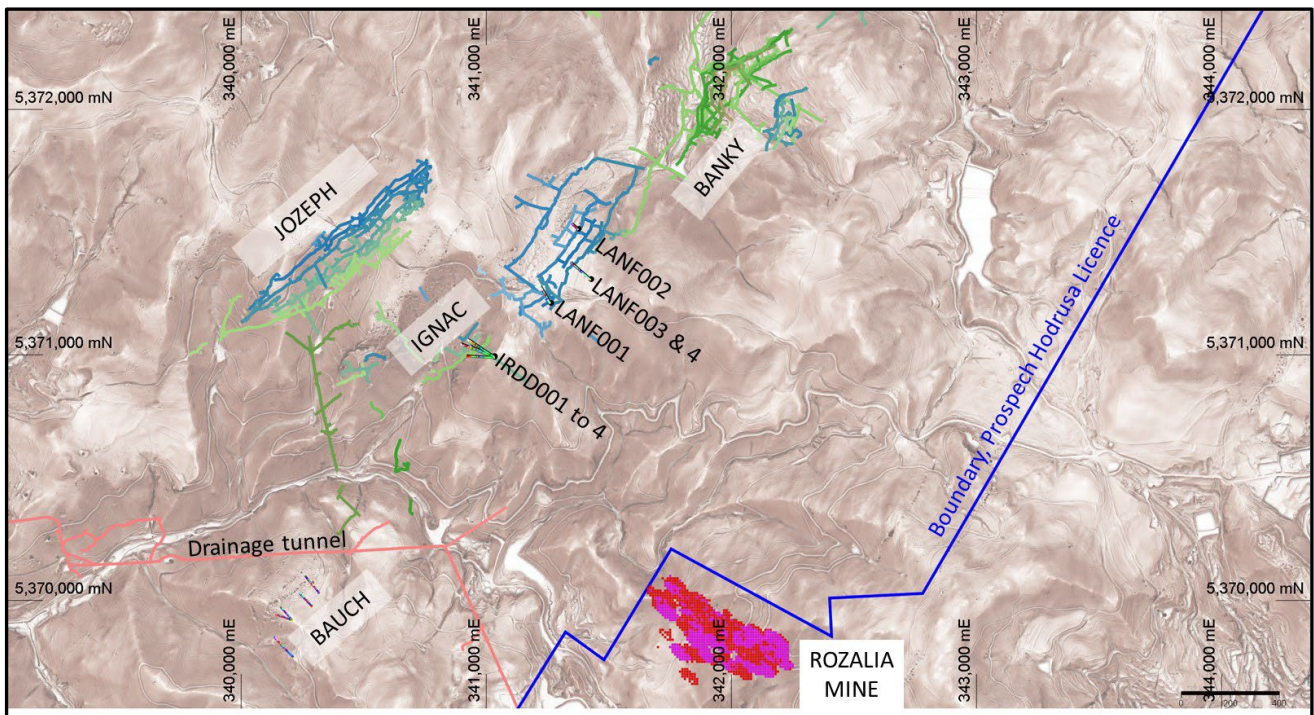 340,000 mE
341,000 mE
342,000 mE
343,000 mE
344,000 mE
5,372,000 mN
5,372,000 mN
BANKY
JOZEPH
LANF002
LANF003 & 4
LANF001
IGNAC
IRDD001 to 4
5,371,000 mN
5,371,000 mN
Boundary, Prospech Hodrusa Licence
Drainage tunnel
5,370,000 mN
5,370,000 mN
BAUCH
ROZALIA
MINE
340,000 mE
341,000 mE
342,000 mE
343,000 mE
344,000 mE
0 200 400